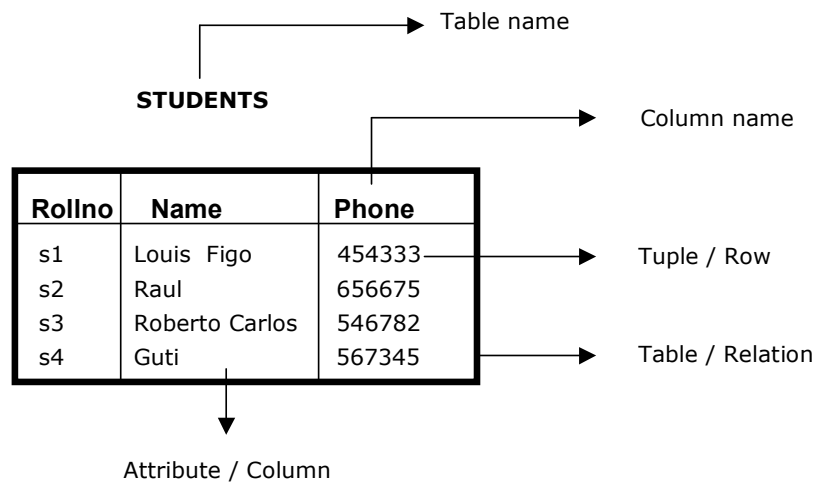 Table name
STUDENTS
Column name
Rollno Name Phone
s1 Louis Figo 454333
Tuple / Row
s2 Raul 656675
s3 Roberto Carlos 546782
s4 Guti 567345
Table / Relation
Attribute / Column